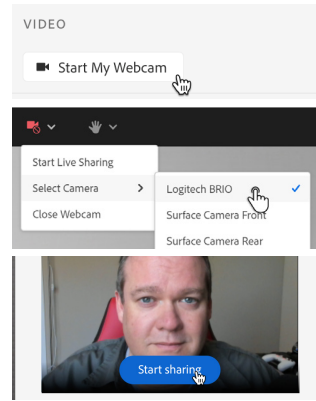 VIDEO
Start My Webcam
Start Live Sharing
Select Camera
Close Webcam
Logitech BRIO
Surface Camera Front
Surface Camera Rear
Start sharing